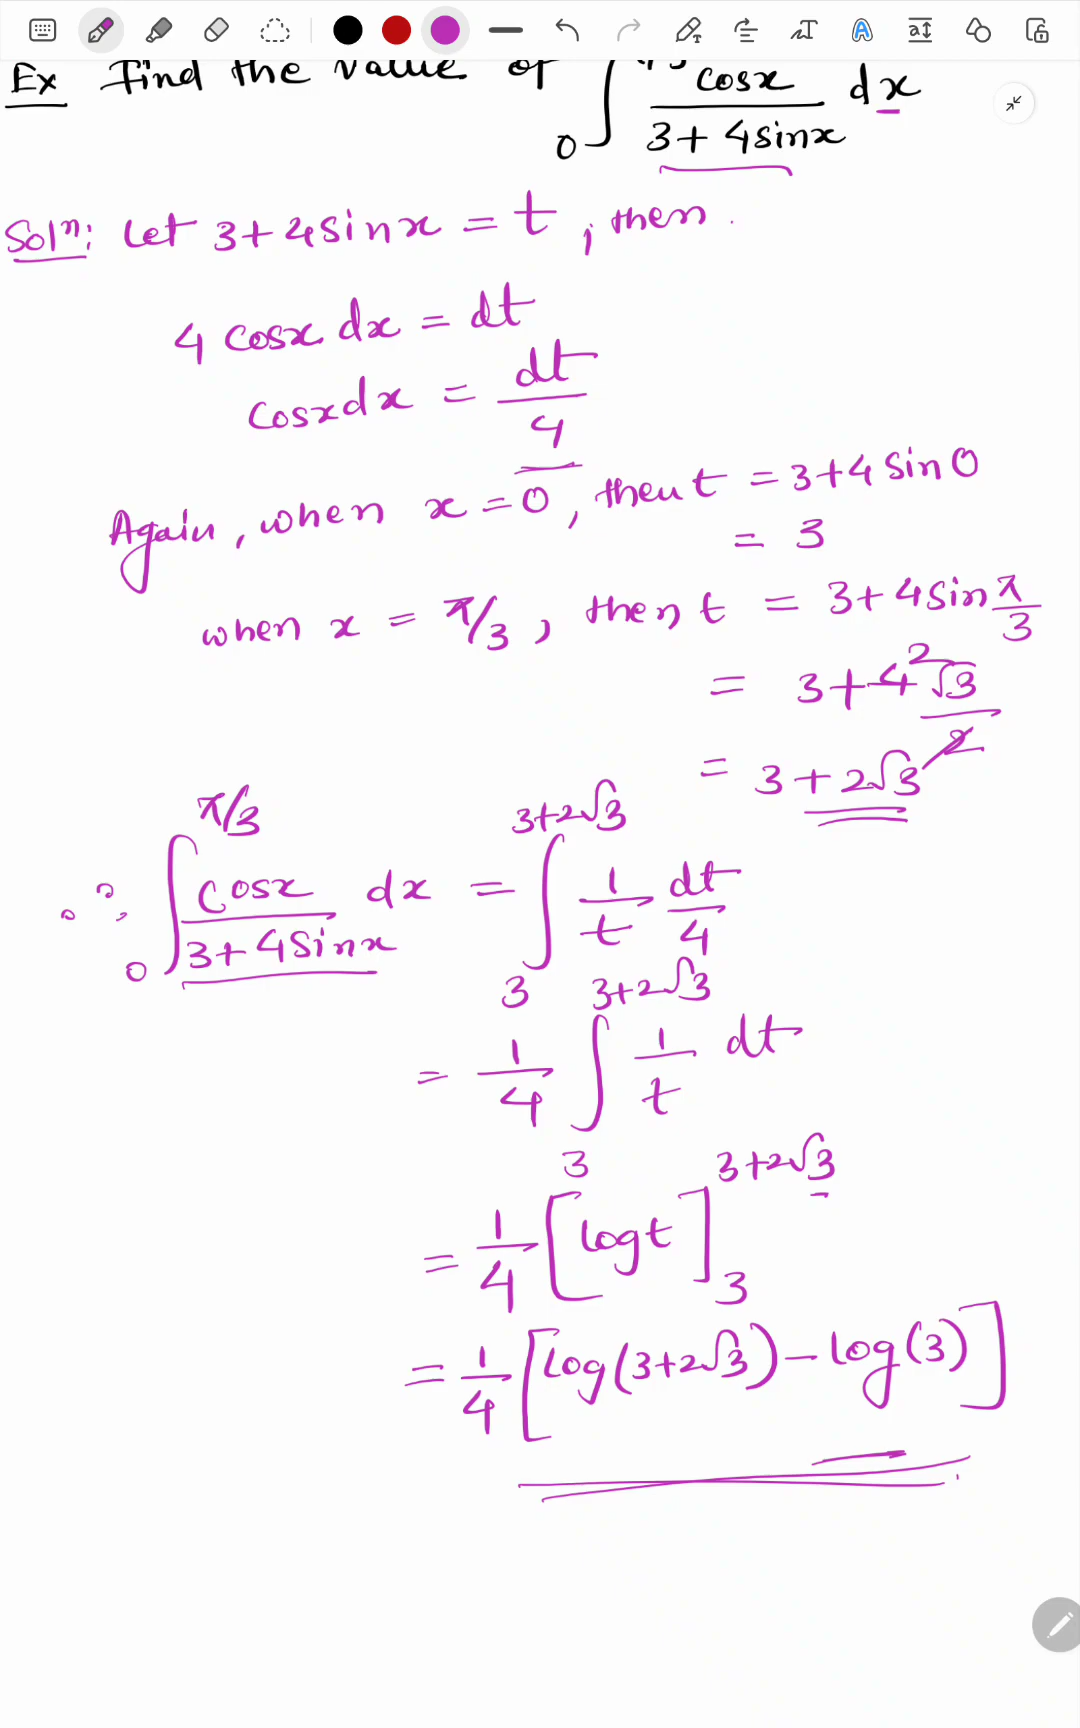 Ex Find the value of ∫₀^π/3 cosx/(3+4sinx) dx
Solⁿ: Let 3+4sinx = t, then.
4 cosx dx = dt
cosxdx = dt/4
Again, when x=0, then t = 3+4 Sin0
= 3
when x = π/3, then t = 3+4Sin π/3
= 3+4 2 √3/2
= 3+2√3
∴ ∫₀^π/3 Cosx/(3+4Sinx) dx = ∫₃^3+2√3 1/t dt/4
= 1/4 ∫₃^3+2√3 1/t dt
= 1/4 [logt]₃^3+2√3
= 1/4 [log(3+2√3) - log(3)]